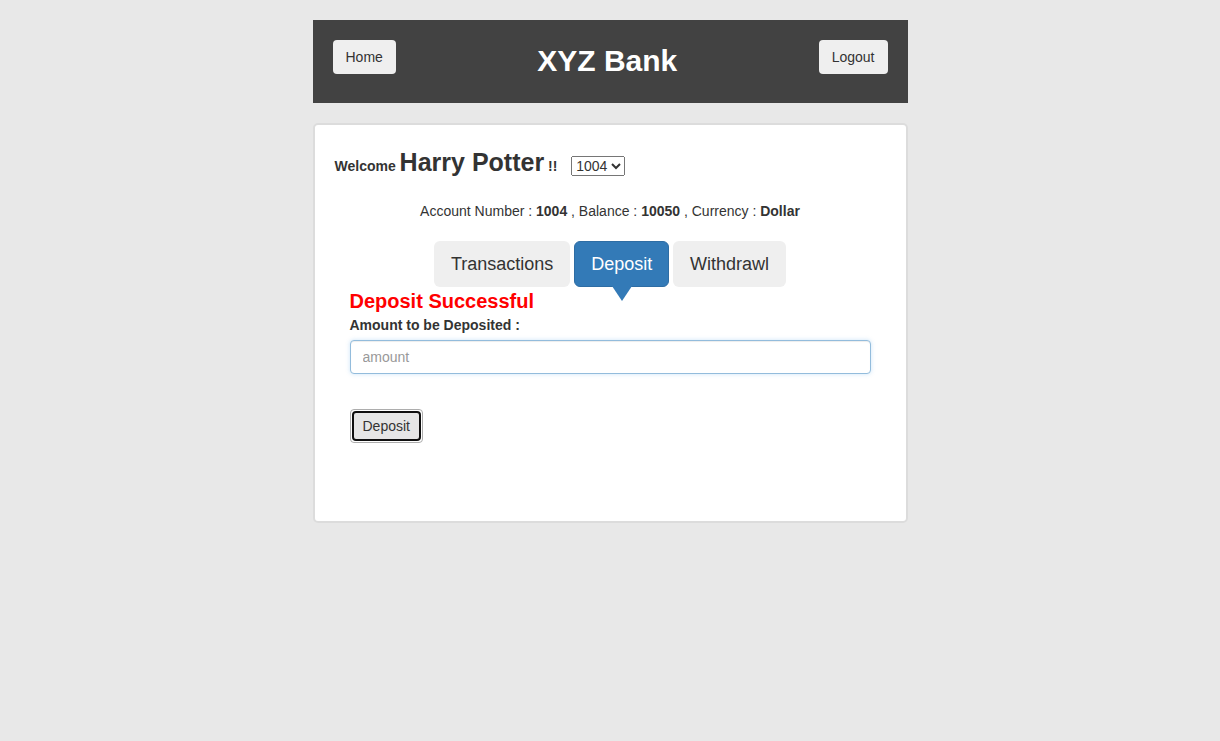 Home XYZ Bank Logout
Welcome Harry Potter !! 1004
Account Number : 1004 , Balance : 10050 , Currency : Dollar
Transactions Deposit Withdrawl
Deposit Successful
Amount to be Deposited :
amount
Deposit